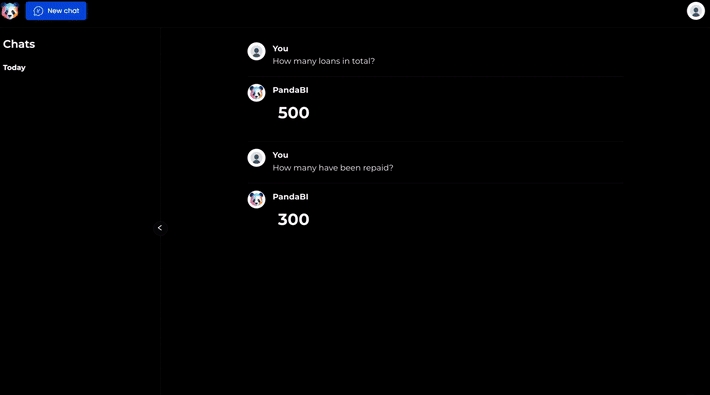 New chat
Chats
Today
You
How many loans in total?
PandaBI
500
You
How many have been repaid?
PandaBI
300